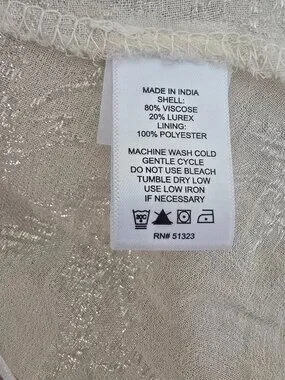 MADE IN INDIA
SHELL:
80% VISCOSE
20% LUREX
LINING:
100% POLYESTER
MACHINE WASH COLD
GENTLE CYCLE
DO NOT USE BLEACH
TUMBLE DRY LOW
USE LOW IRON
IF NECESSARY
RN# 51323